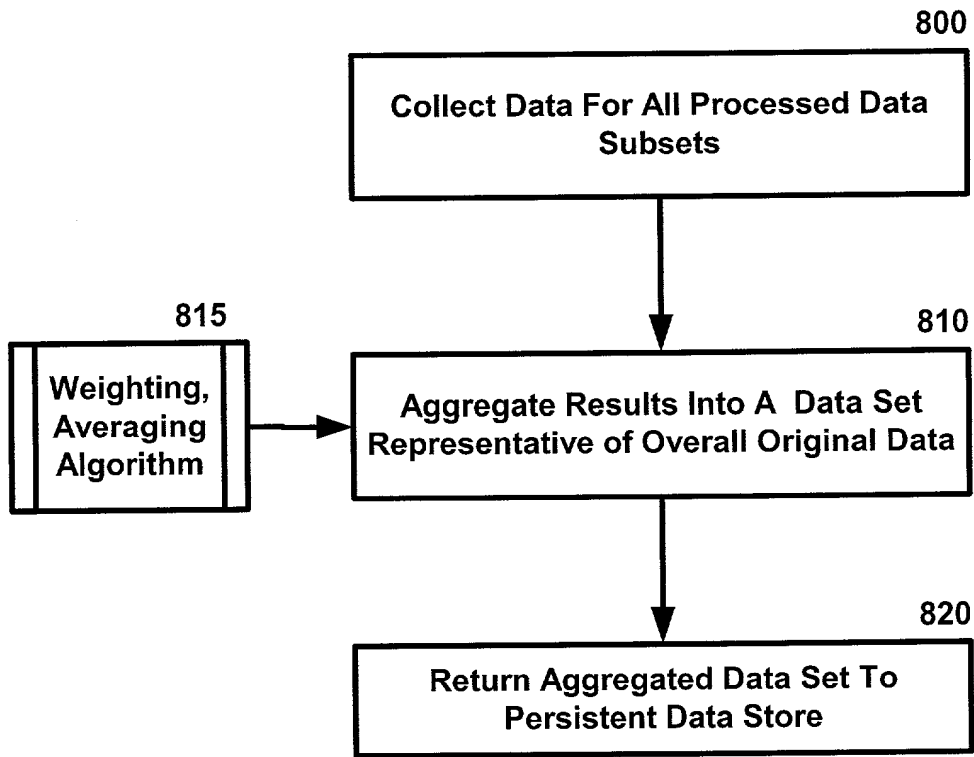 800
Collect Data For All Processed Data
Subsets
815
810
Weighting,
Averaging
Algorithm
Aggregate Results Into A Data Set
Representative of Overall Original Data
820
Return Aggregated Data Set To
Persistent Data Store